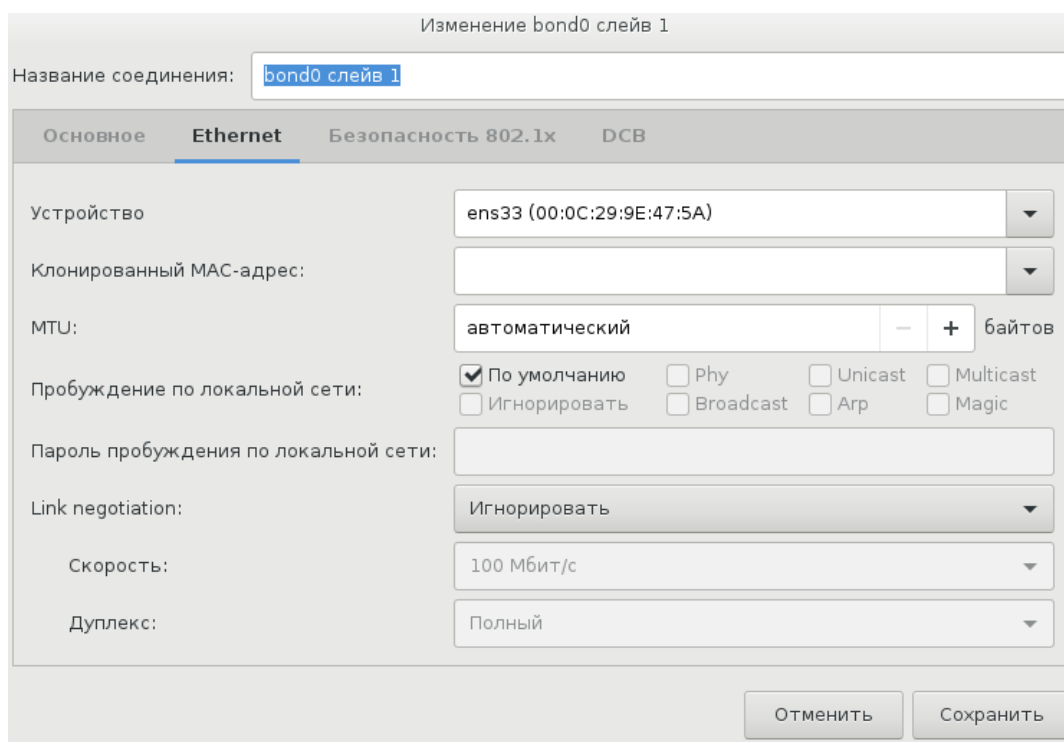 Изменение bond0 слейв 1
Название соединения: bond0 слейв 1
Основное Ethernet Безопасность 802.1x DCB
Устройство ens33 (00:0C:29:9E:47:5A)
Клонированный MAC-адрес:
MTU: автоматический − + байтов
Пробуждение по локальной сети: По умолчанию Phy Unicast Multicast
Игнорировать Broadcast Arp Magic
Пароль пробуждения по локальной сети:
Link negotiation: Игнорировать
Скорость: 100 Мбит/с
Дуплекс: Полный
Отменить Сохранить